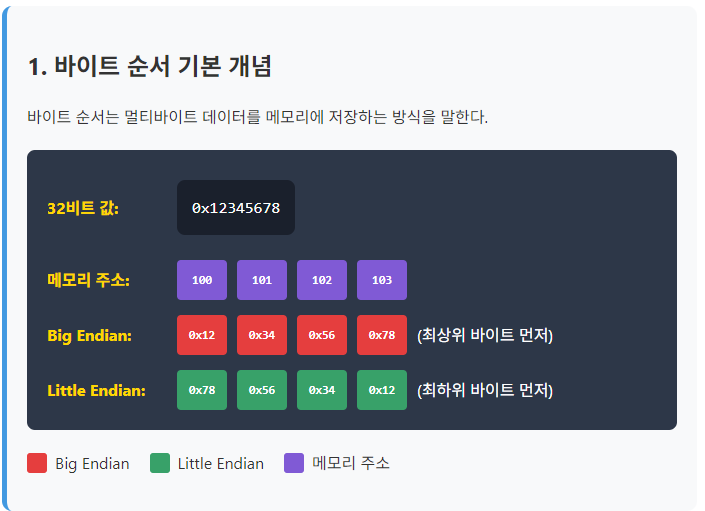 1. 바이트 순서 기본 개념
바이트 순서는 멀티바이트 데이터를 메모리에 저장하는 방식을 말한다.
32비트 값: 0x12345678
메모리 주소: 100 101 102 103
Big Endian: 0x12 0x34 0x56 0x78 (최상위 바이트 먼저)
Little Endian: 0x78 0x56 0x34 0x12 (최하위 바이트 먼저)
Big Endian Little Endian 메모리 주소